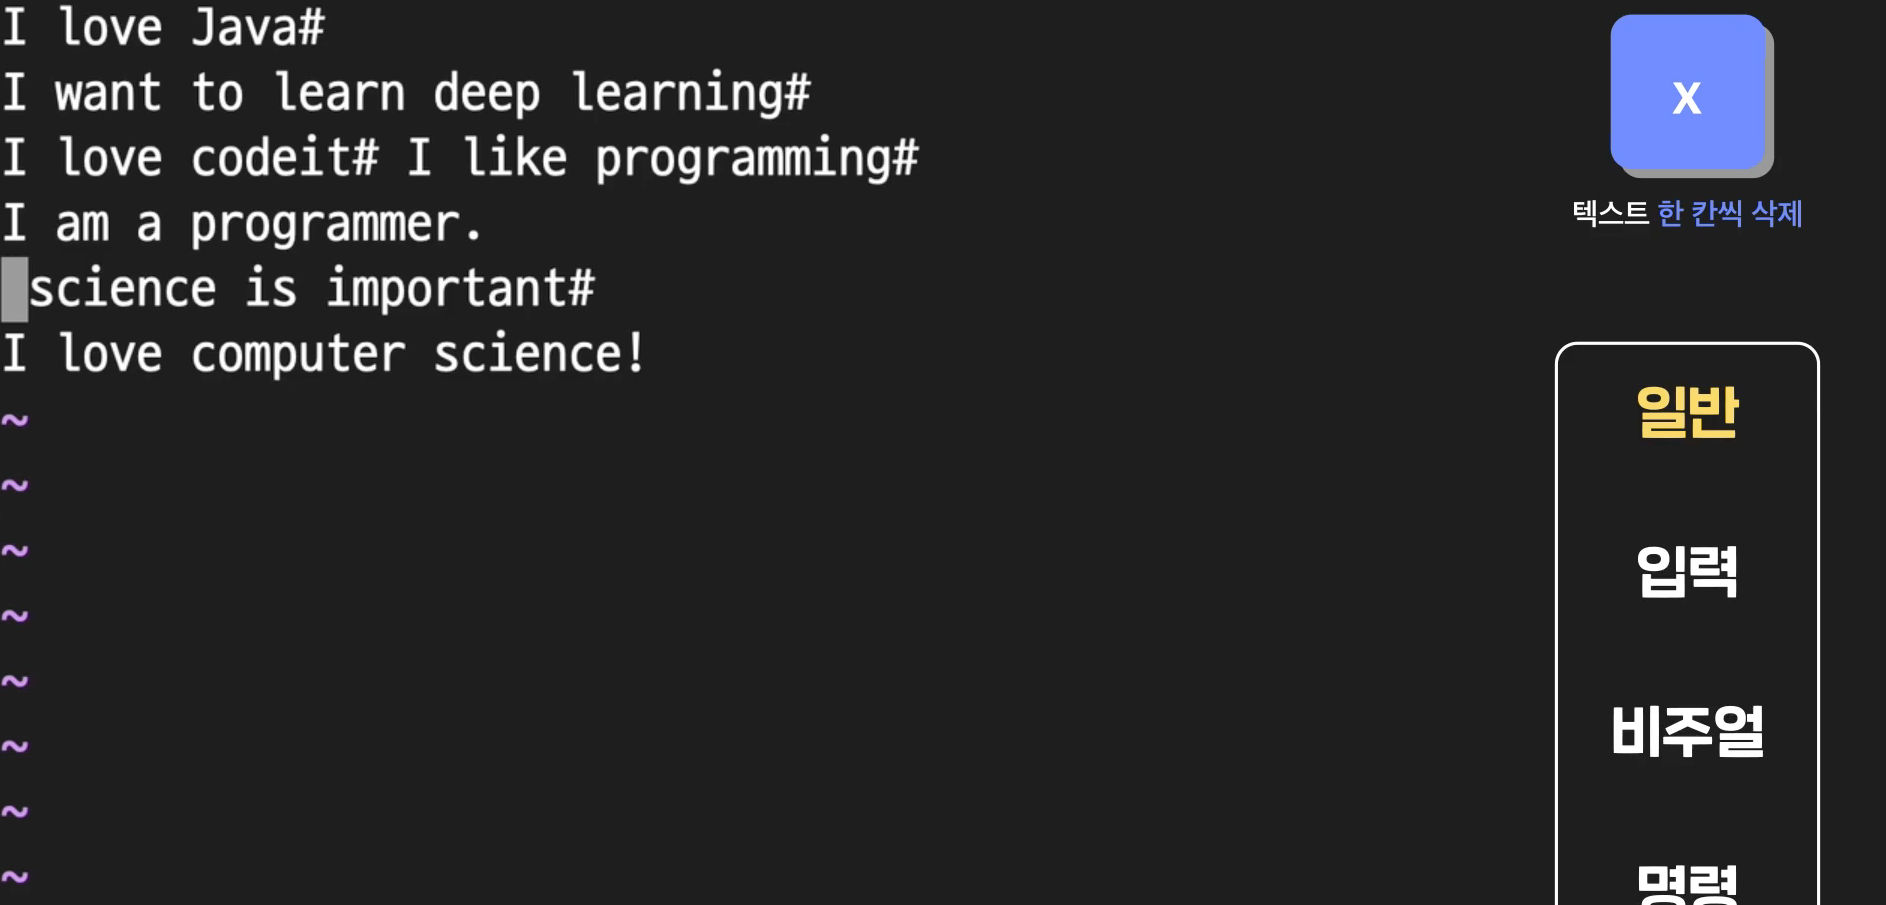 I love Java#
I want to learn deep learning#
I love codeit# I like programming#
I am a programmer.
 science is important#
I love computer science!
~
~
~
~
~
~
~
~
x
텍스트 한 칸씩 삭제
일반
입력
비주얼
명령